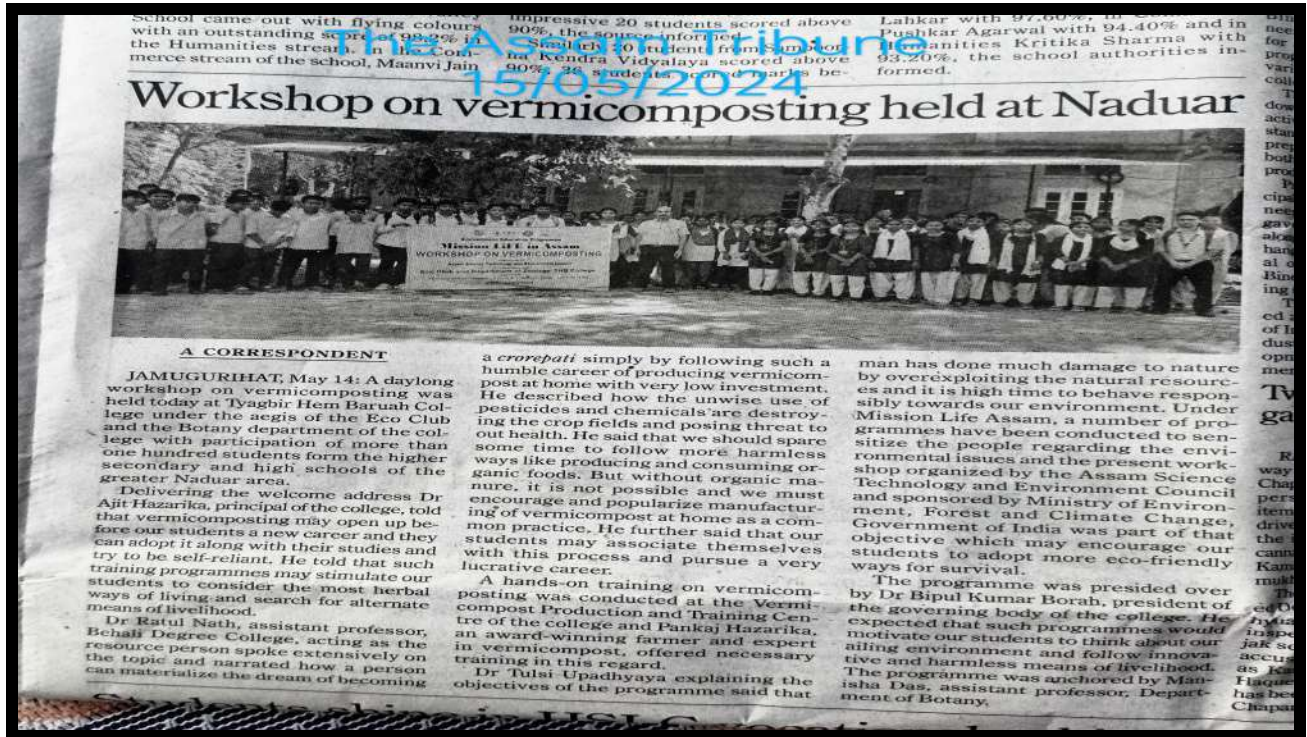 School came out with flying colours
with an outstanding score of 98.2% in
the Humanities stream. In the Com-
merce stream of the school, Maanvi Jain
impressive 20 students scored above
90%, the source informed.
Similarly, 30 student from
na Kendra Vidyalaya scored above
90%, 26 students scored marks be-
Lahkar with 97.60%, in
Pushkar Agarwal with 94.40% and in
Humanities Kritika Sharma with
93.20%, the school authorities in-
formed.
The Assam Tribune
15/05/2024
Workshop on vermicomposting held at Naduar
Mission LiFE in Assam
WORKSHOP ON VERMICOMPOSTING
A CORRESPONDENT
JAMUGURIHAT, May 14: A daylong
workshop on vermicomposting was
held today at Tyagbir Hem Baruah Col-
lege under the aegis of the Eco Club
and the Botany department of the col-
lege with participation of more than
one hundred students form the higher
secondary and high schools of the
greater Naduar area.
Delivering the welcome address Dr
Ajit Hazarika, principal of the college, told
that vermicomposting may open up be-
fore our students a new career and they
can adopt it along with their studies and
try to be self-reliant. He told that such
training programmes may stimulate our
students to consider the most herbal
ways of living and search for alternate
means of livelihood.
Dr Ratul Nath, assistant professor,
Behali Degree College, acting as the
resource person spoke extensively on
the topic and narrated how a person
can materialize the dream of becoming
a crorepati simply by following such a
humble career of producing vermicom-
post at home with very low investment.
He described how the unwise use of
pesticides and chemicals are destroy-
ing the crop fields and posing threat to
out health. He said that we should spare
some time to follow more harmless
ways like producing and consuming or-
ganic foods. But without organic ma-
nure, it is not possible and we must
encourage and popularize manufactur-
ing of vermicompost at home as a com-
mon practice. He further said that our
students may associate themselves
with this process and pursue a very
lucrative career.
A hands-on training on vermicom-
posting was conducted at the Vermi-
compost Production and Training Cen-
tre of the college and Pankaj Hazarika,
an award-winning farmer and expert
in vermicompost, offered necessary
training in this regard.
Dr Tulsi Upadhyaya explaining the
objectives of the programme said that
man has done much damage to nature
by overexploiting the natural resourc-
es and it is high time to behave respon-
sibly towards our environment. Under
Mission Life Assam, a number of pro-
grammes have been conducted to sen-
sitize the people regarding the envi-
ronmental issues and the present work-
shop organized by the Assam Science
Technology and Environment Council
and sponsored by Ministry of Environ-
ment, Forest and Climate Change,
Government of India was part of that
objective which may encourage our
students to adopt more eco-friendly
ways for survival.
The programme was presided over
by Dr Bipul Kumar Borah, president of
the governing body of the college. He
expected that such programmes would
motivate our students to think about our
ailing environment and follow innova-
tive and harmless means of livelihood.
The programme was anchored by Man-
isha Das, assistant professor, Depart-
ment of Botany.